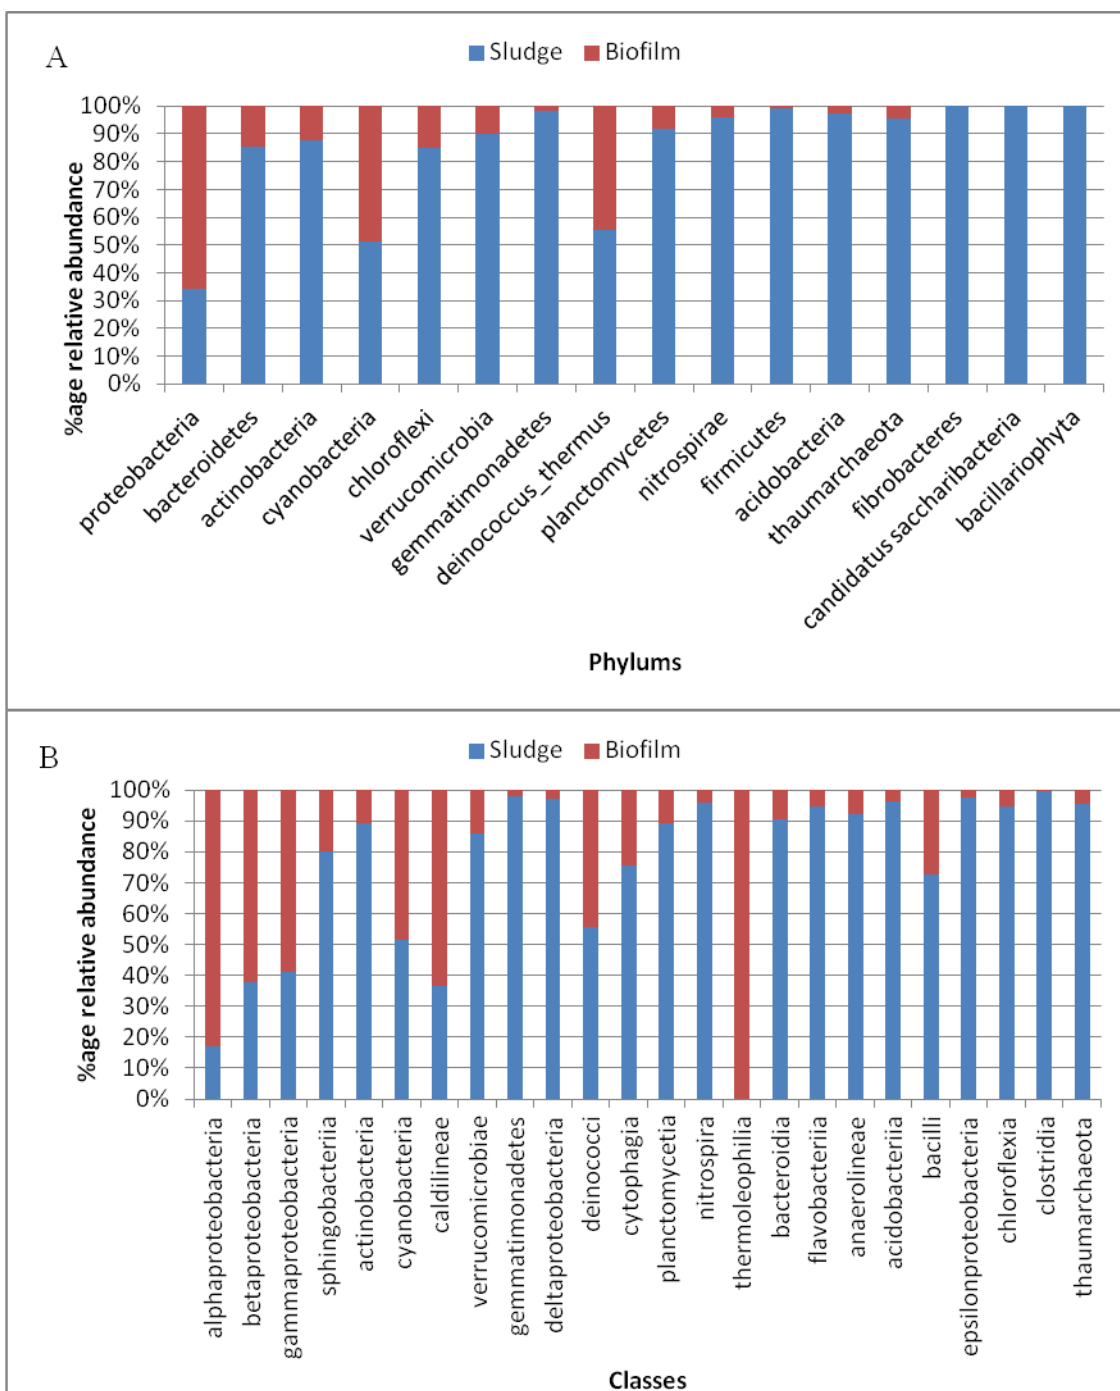 A
Sludge Biofilm
%age relative abundance
100%
90%
80%
70%
60%
50%
40%
30%
20%
10%
0%
proteobacteria
bacteroidetes
actinobacteria
cyanobacteria
chloroflexi
verrucomicrobia
gemmatimonadetes
deinococcus_thermus
planctomycetes
nitrospirae
firmicutes
acidobacteria
thaumarchaeota
fibrobacteres
candidatus saccharibacteria
bacillariophyta
Phylums
B
Sludge Biofilm
%age relative abundance
100%
90%
80%
70%
60%
50%
40%
30%
20%
10%
0%
alphaproteobacteria
betaproteobacteria
gammaproteobacteria
sphingobacteriia
actinobacteria
cyanobacteria
caldilineae
verrucomicrobiae
gemmatimonadetes
deltaproteobacteria
deinococci
cytophagia
planctomycetia
nitrospira
thermoleophilia
bacteroidia
flavobacteriia
anaerolineae
acidobacteriia
bacilli
epsilonproteobacteria
chloroflexia
clostridia
thaumarchaeota
Classes